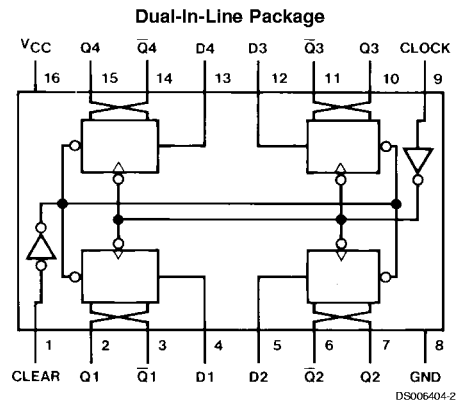 Dual-In-Line Package
VCC Q4 Q̅4 D4 D3 Q̅3 Q3 CLOCK
16 15 14 13 12 11 10 9
1 2 3 4 5 6 7 8
CLEAR Q1 Q̅1 D1 D2 Q̅2 Q2 GND
DS006404-2